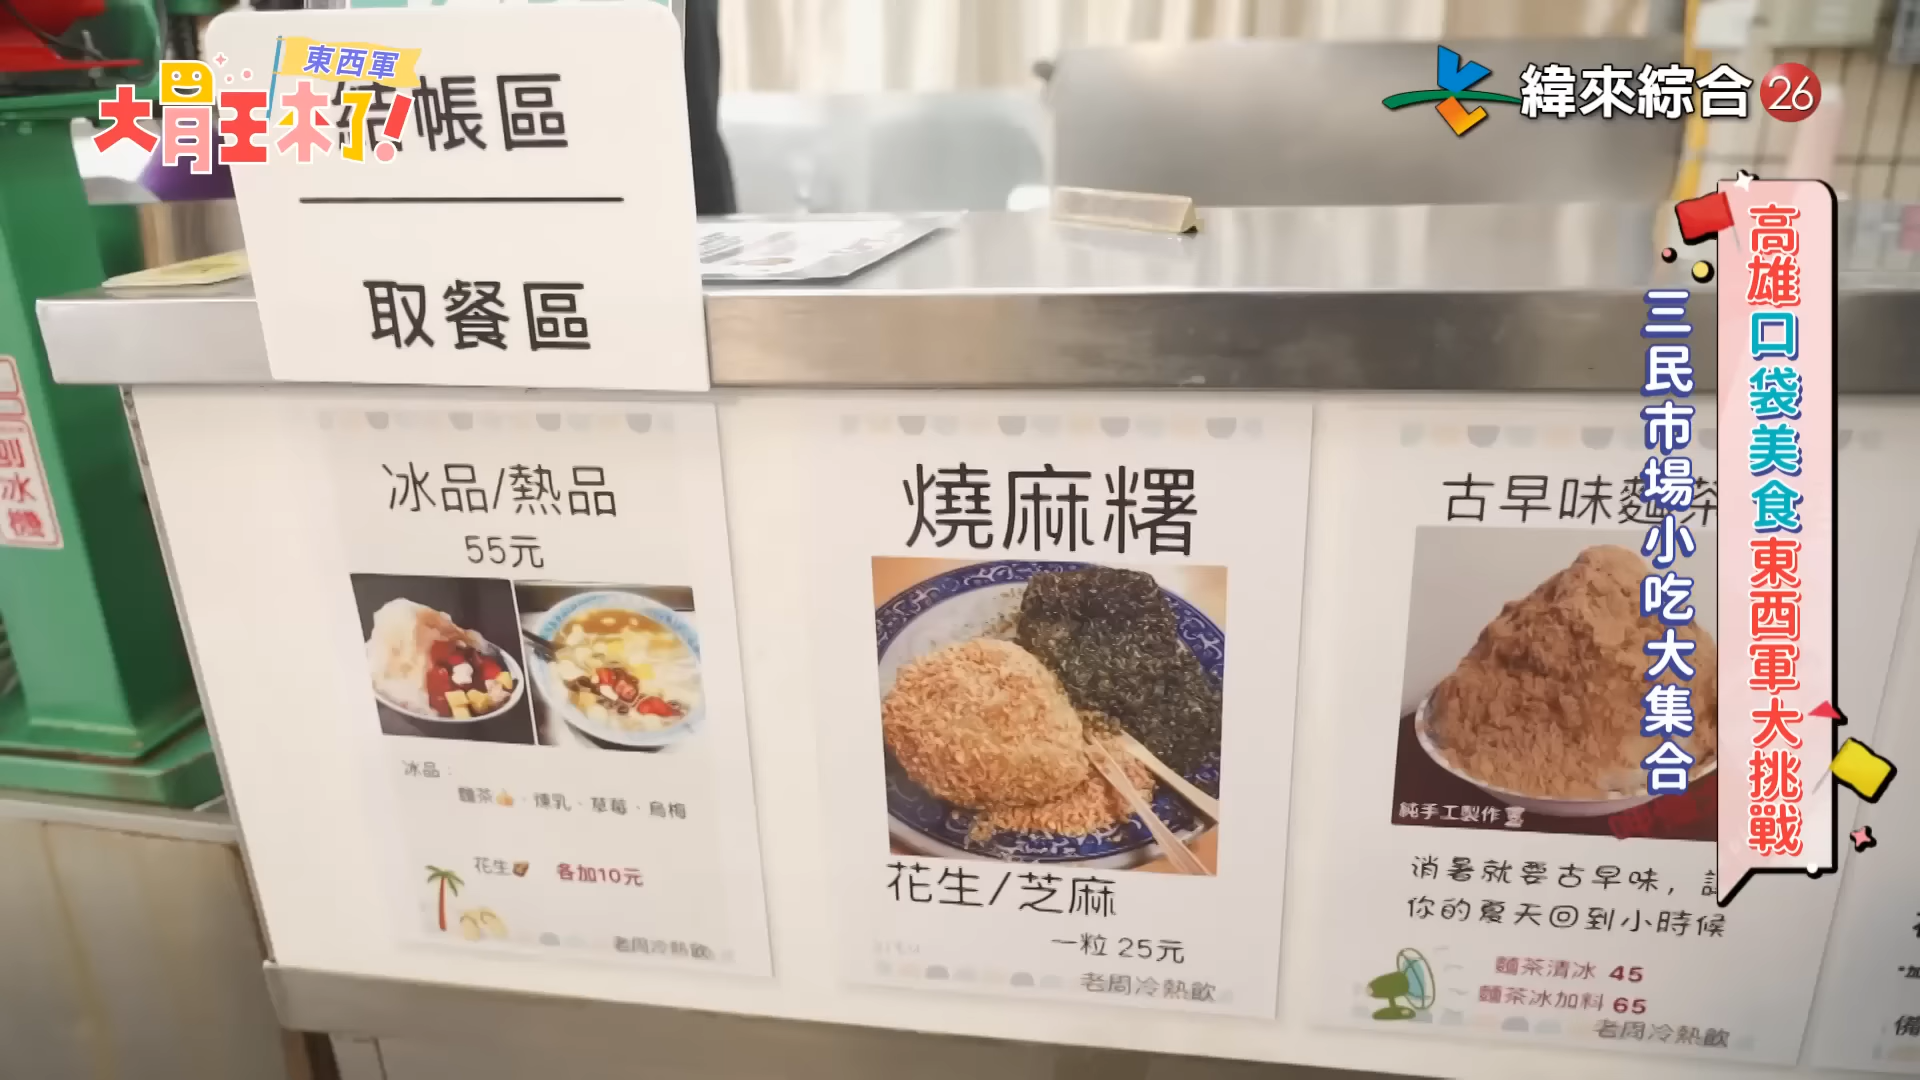 東西軍
大胃王來了!
緯來綜合 26
高雄口袋美食東西軍大挑戰
三民市場小吃大集合
結帳區
取餐區
刨冰機
冰品/熱品
55元
冰品:
麵茶👍、煉乳、草莓、烏梅
花生 各加10元
老周冷熱飲
燒麻糬
花生/芝麻
一粒 25元
老周冷熱飲
古早味麵茶
純手工製作
消暑就要古早味,
你的夏天回到小時候
麵茶清冰 45
麵茶冰加料 65
老周冷熱飲
備